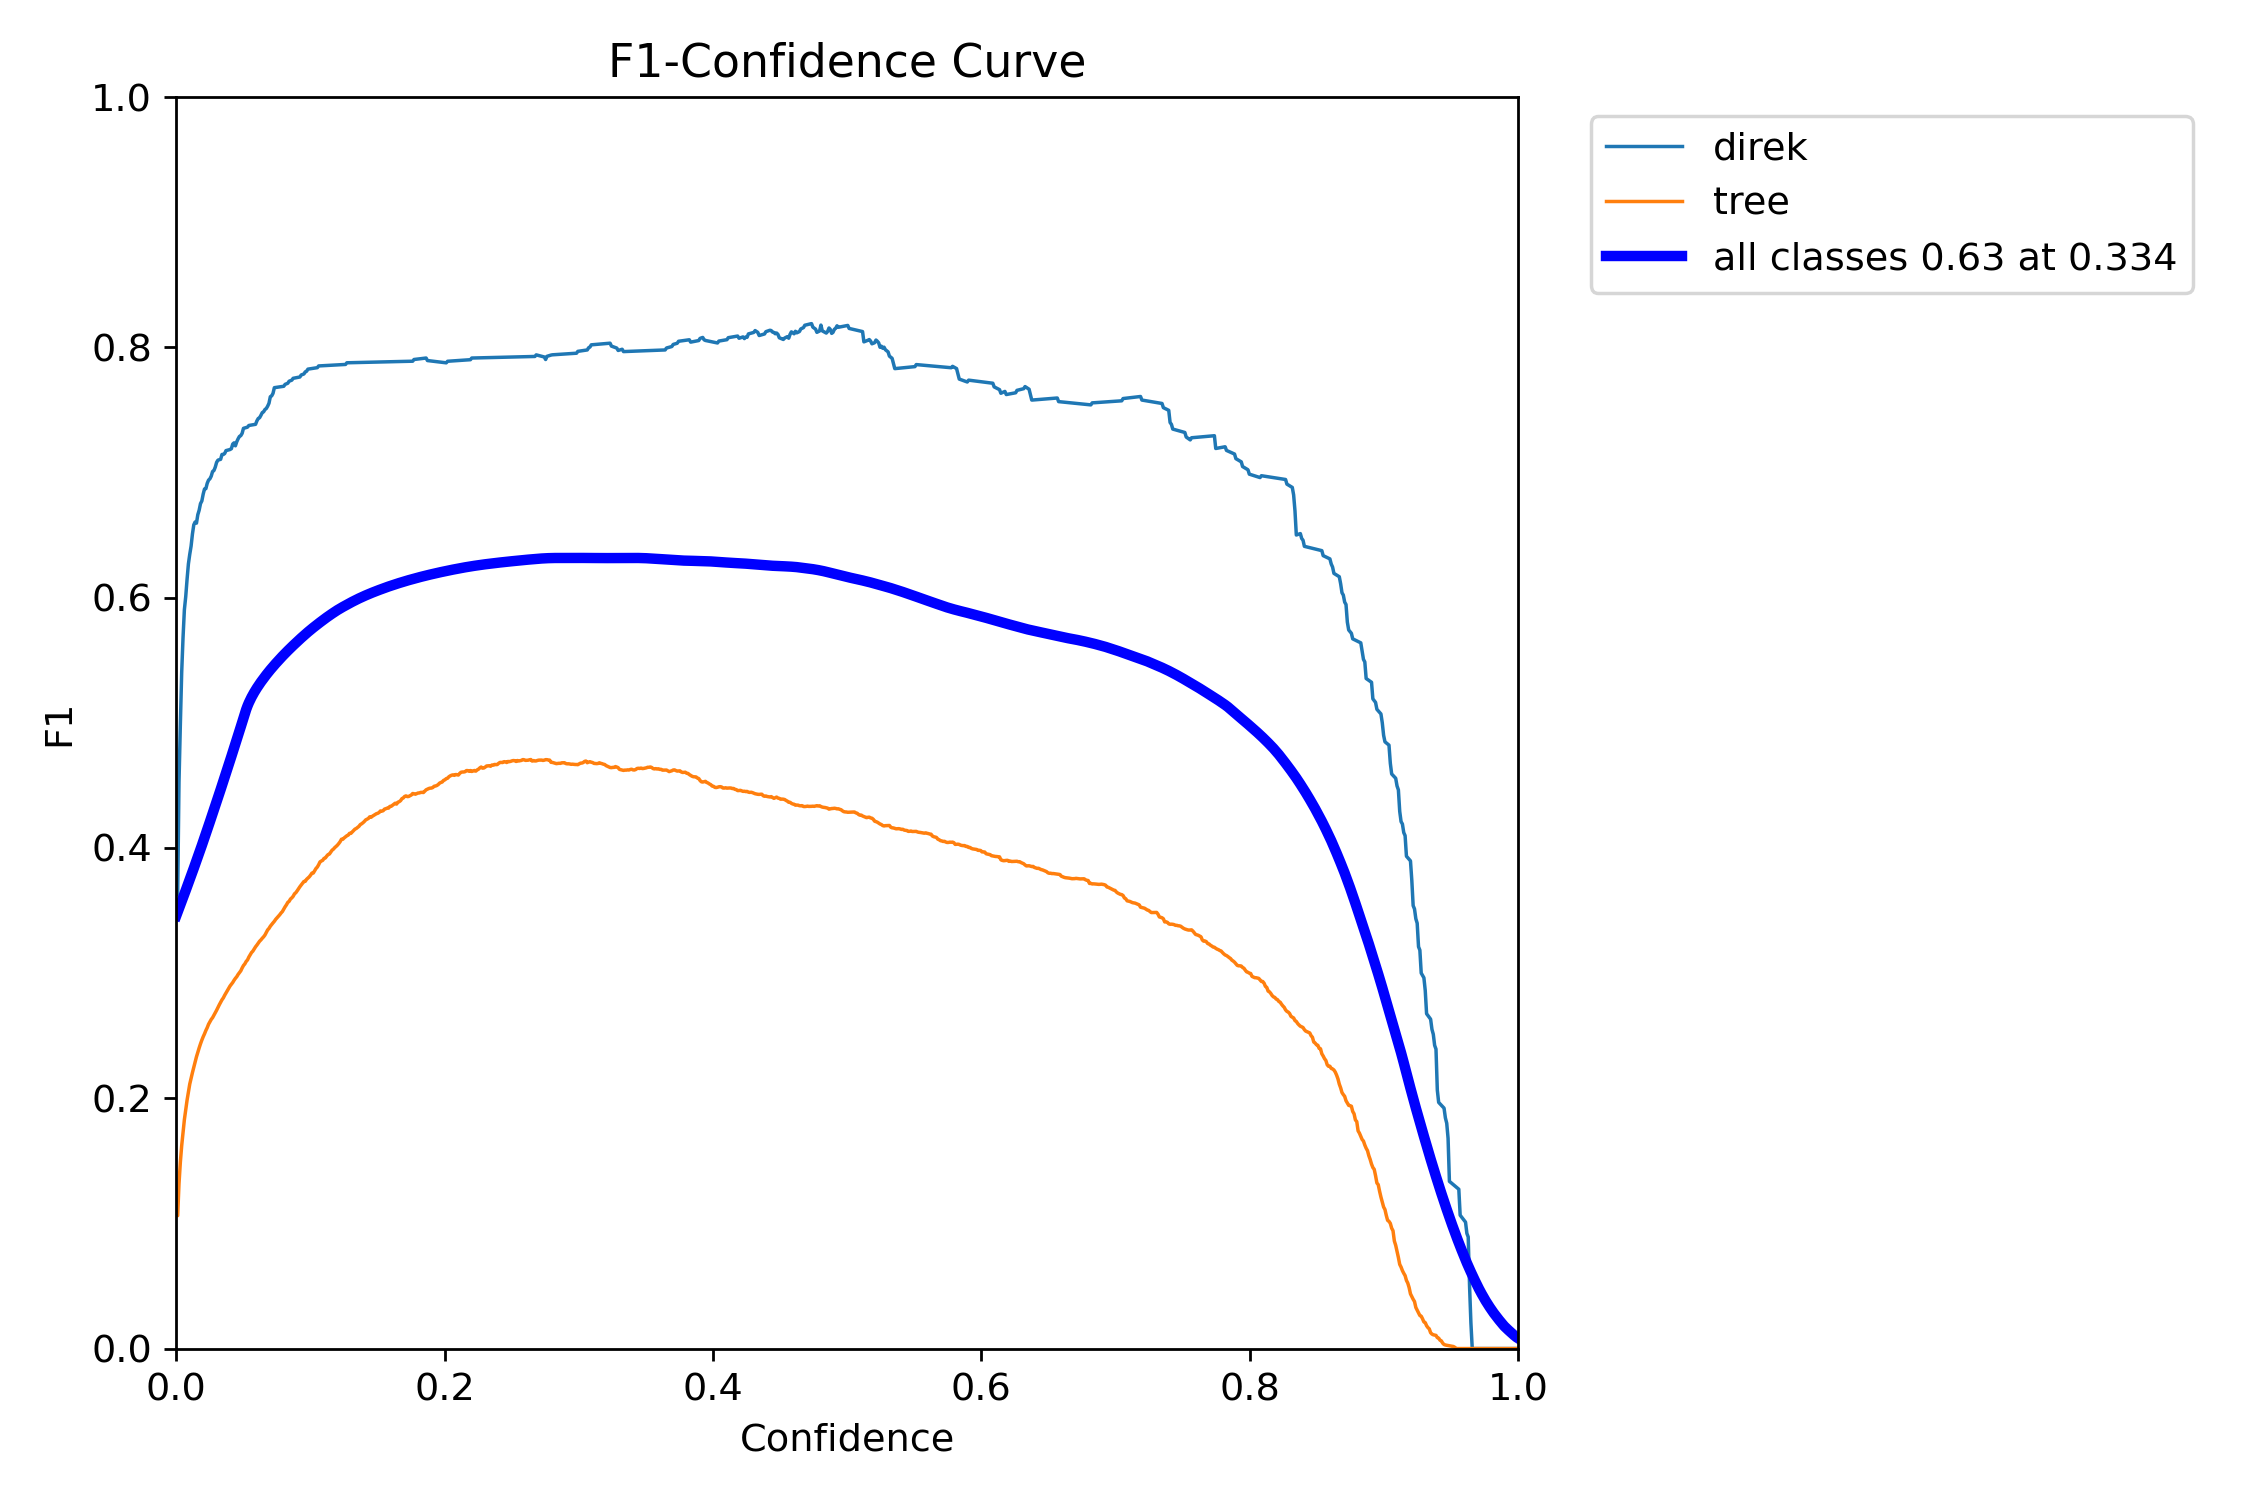 F1-Confidence Curve
1.0
0.8
0.6
0.4
0.2
0.0
F1
0.0 0.2 0.4 0.6 0.8 1.0
Confidence
direk
tree
all classes 0.63 at 0.334